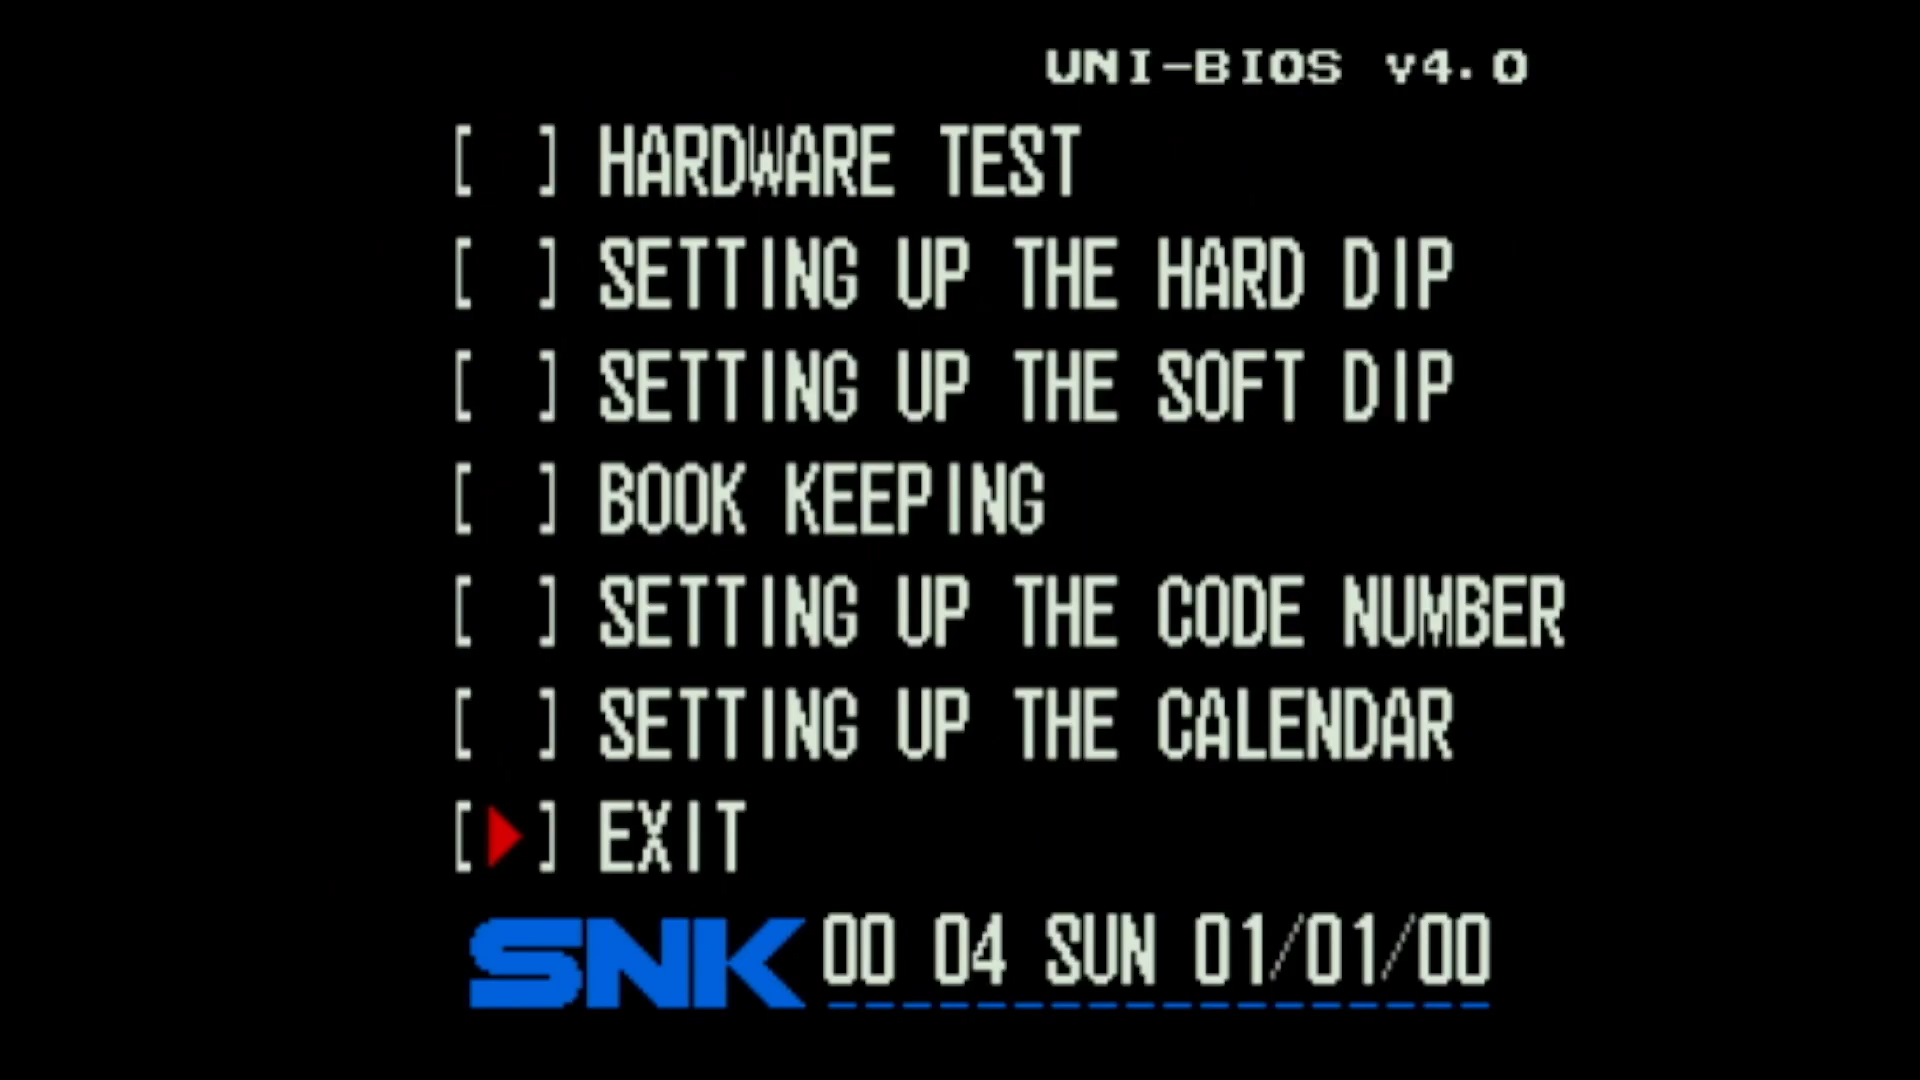 UNI-BIOS v4.0
[ ] HARDWARE TEST
[ ] SETTING UP THE HARD DIP
[ ] SETTING UP THE SOFT DIP
[ ] BOOK KEEPING
[ ] SETTING UP THE CODE NUMBER
[ ] SETTING UP THE CALENDAR
[▶] EXIT
SNK 00 04 SUN 01/01/00